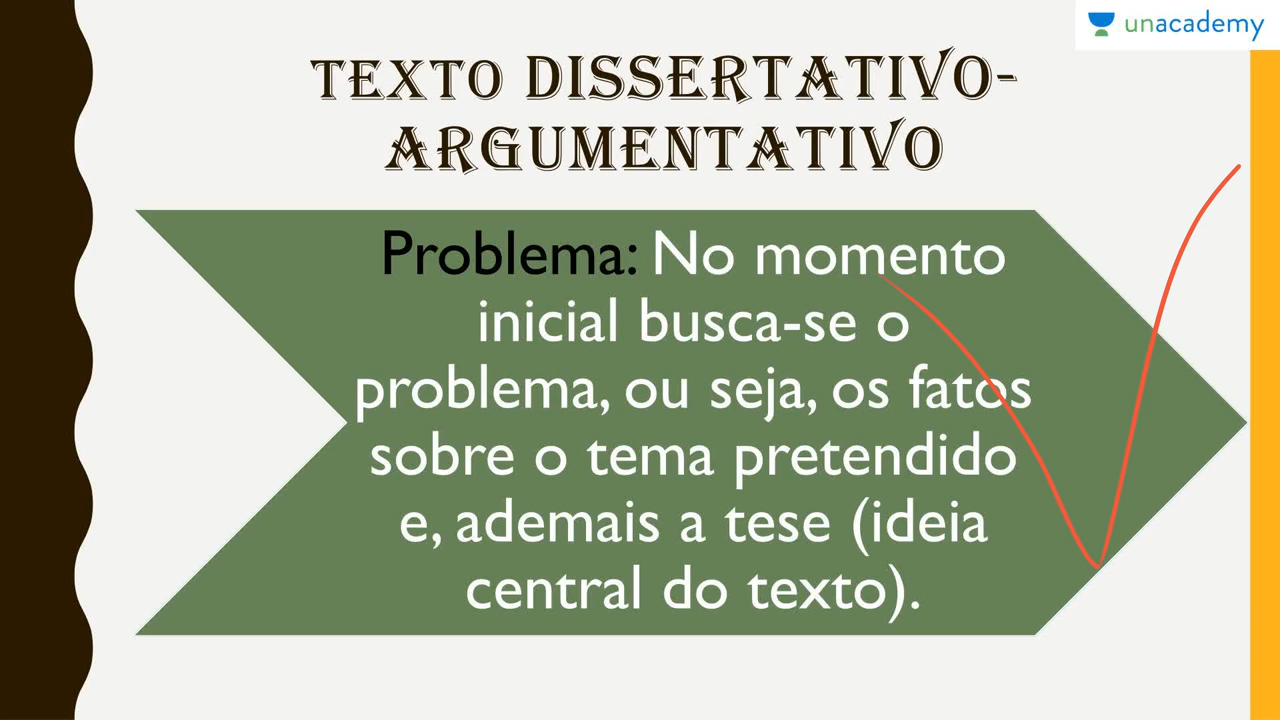 unacademy
TEXTO DISSERTATIVO-
ARGUMENTATIVO
Problema: No momento
inicial busca-se o
problema, ou seja, os fatos
sobre o tema pretendido
e, ademais a tese (ideia
central do texto).